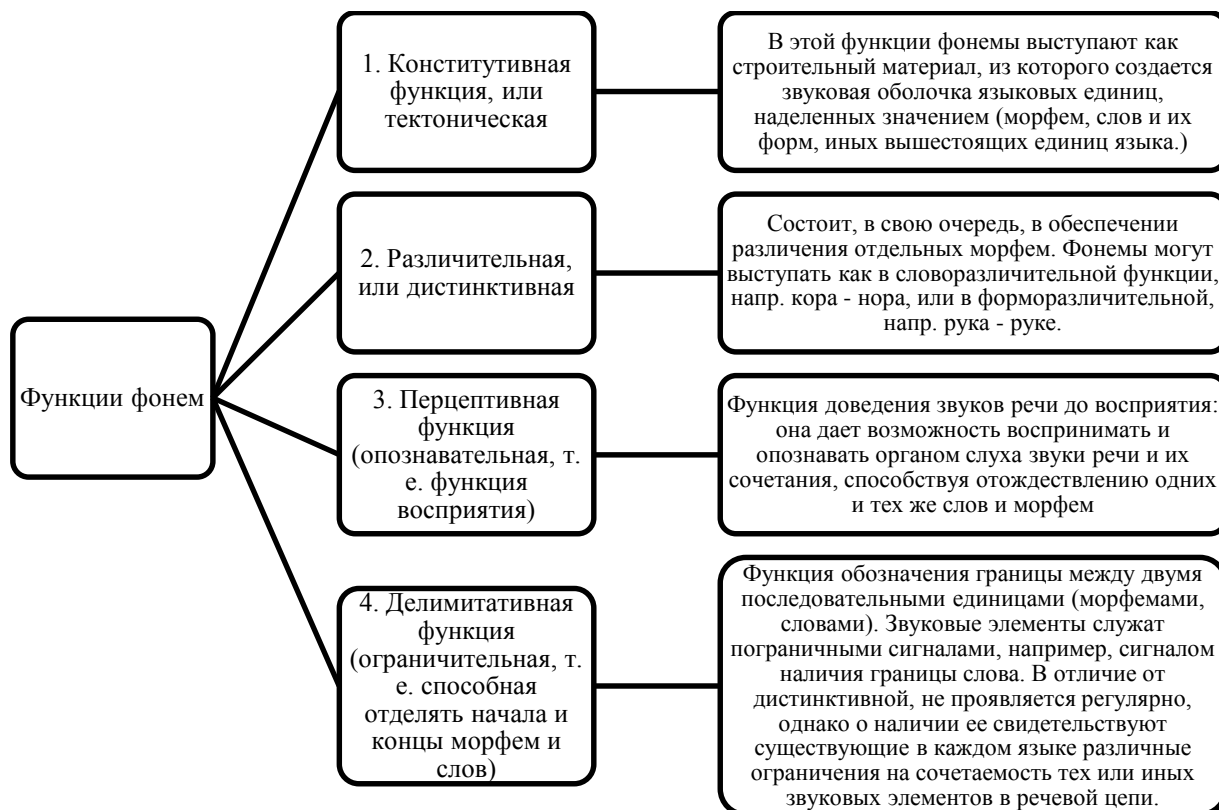 Функции фонем
1. Конститутивная
функция, или
тектоническая
В этой функции фонемы выступают как
строительный материал, из которого создается
звуковая оболочка языковых единиц,
наделенных значением (морфем, слов и их
форм, иных вышестоящих единиц языка.)
2. Различительная,
или дистинктивная
Состоит, в свою очередь, в обеспечении
различения отдельных морфем. Фонемы могут
выступать как в словоразличительной функции,
напр. кора - нора, или в форморазличительной,
напр. рука - руке.
3. Перцептивная
функция
(опознавательная, т.
е. функция
восприятия)
Функция доведения звуков речи до восприятия:
она дает возможность воспринимать и
опознавать органом слуха звуки речи и их
сочетания, способствуя отождествлению одних
и тех же слов и морфем
4. Делимитативная
функция
(ограничительная, т.
е. способная
отделять начала и
концы морфем и
слов)
Функция обозначения границы между двумя
последовательными единицами (морфемами,
словами). Звуковые элементы служат
пограничными сигналами, например, сигналом
наличия границы слова. В отличие от
дистинктивной, не проявляется регулярно,
однако о наличии ее свидетельствуют
существующие в каждом языке различные
ограничения на сочетаемость тех или иных
звуковых элементов в речевой цепи.